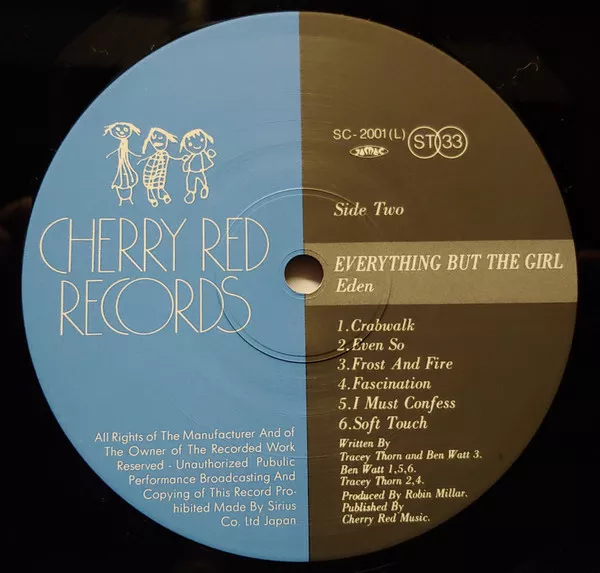 CHERRY RED
RECORDS
All Rights of The Manufacturer And of
The Owner of The Recorded Work
Reserved - Unauthorized Pubulic
Performance Broadcasting And
Copying of This Record Pro-
hibited Made By Sirius
Co. Ltd Japan
SC-2001(L) ST 33
Side Two
EVERYTHING BUT THE GIRL
Eden
1.Crabwalk
2.Even So
3.Frost And Fire
4.Fascination
5.I Must Confess
6.Soft Touch
Written By
Tracey Thorn and Ben Watt 3.
Ben Watt 1,5,6.
Tracey Thorn 2,4.
Produced By Robin Millar.
Published By
Cherry Red Music.